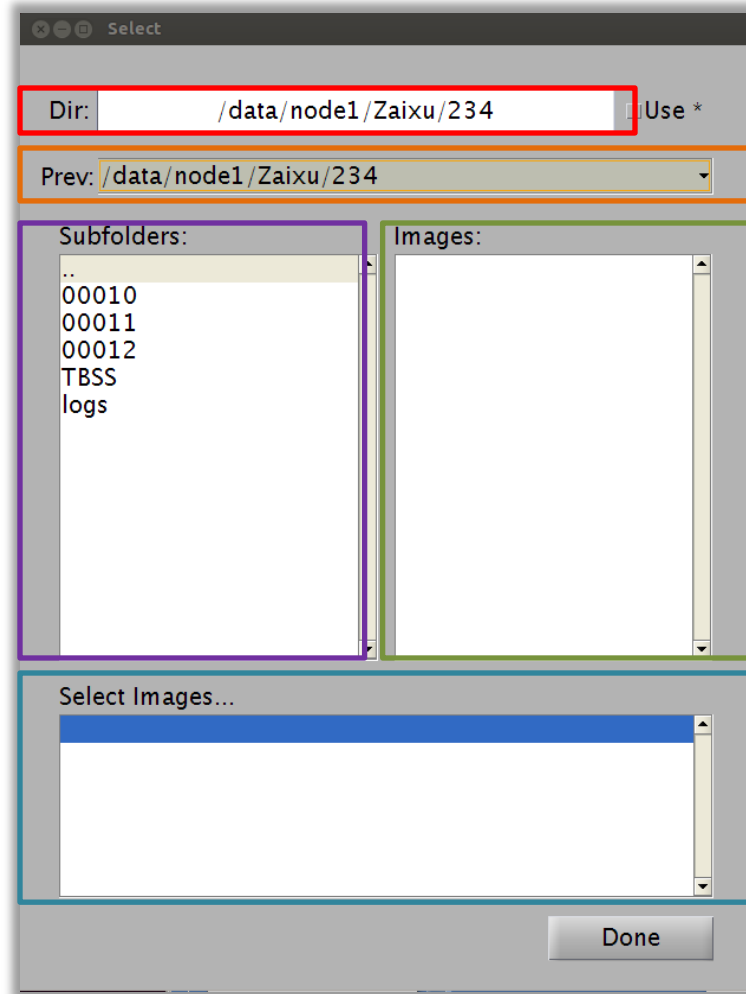 Select
Dir: /data/node1/Zaixu/234 Use *
Prev: /data/node1/Zaixu/234
Subfolders: Images:
..
00010
00011
00012
TBSS
logs
Select Images...
Done